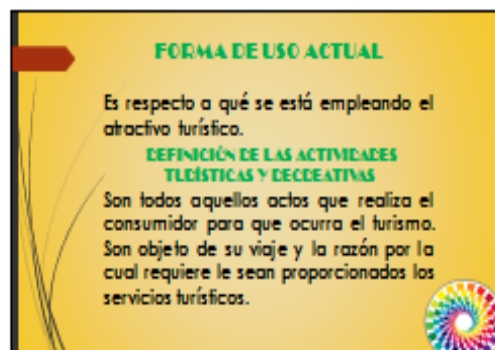 FORMA DE USO ACTUAL
Es respecto a qué se está empleando el
atractivo turístico.
DEFINICIÓN DE LAS ACTIVIDADES
TURÍSTICAS Y RECREATIVAS
Son todos aquellos actos que realiza el
consumidor para que ocurra el turismo.
Son objeto de su viaje y la razón por la
cual requiere le sean proporcionados los
servicios turísticos.